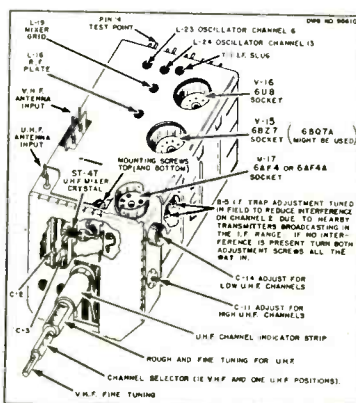 L-19
MIXER
GRID
PIN #4
TEST POINT
L-23 OSCILLATOR CHANNEL 6
L-24 OSCILLATOR CHANNEL 13
I.F. SLUG
L-16
R.F.
PLATE
V-16
6U8
SOCKET
V.H.F.
ANTENNA
INPUT
V-15
6BZ7
SOCKET
(6BQ7A
MIGHT BE USED)
U.H.F.
ANTENNA
INPUT
MOUNTING SCREWS
TOP (AND BOTTOM)
V-17
6AF4 OR 6AF4A
SOCKET
ST-47
U.H.F. MIXER
CRYSTAL
I.F. TRAP ADJUSTMENT TUNED
IN FIELD TO REDUCE INTERFERENCE
ON CHANNEL 2 DUE TO NEARBY
TRANSMITTERS BROADCASTING IN
THE I.F. RANGE. IF NO INTER-
FERENCE IS PRESENT TURN BOTH
ADJUSTMENT SCREWS ALL THE
WAY IN.
C-14 ADJUST FOR
LOW U.H.F. CHANNELS
C-2
C-3
C-11 ADJUST FOR
HIGH U.H.F. CHANNELS
U.H.F. CHANNEL INDICATOR STRIP
ROUGH AND FINE TUNING FOR U.H.F.
CHANNEL SELECTOR (12 V.H.F. AND ONE U.H.F. POSITIONS).
V.H.F. FINE TUNING